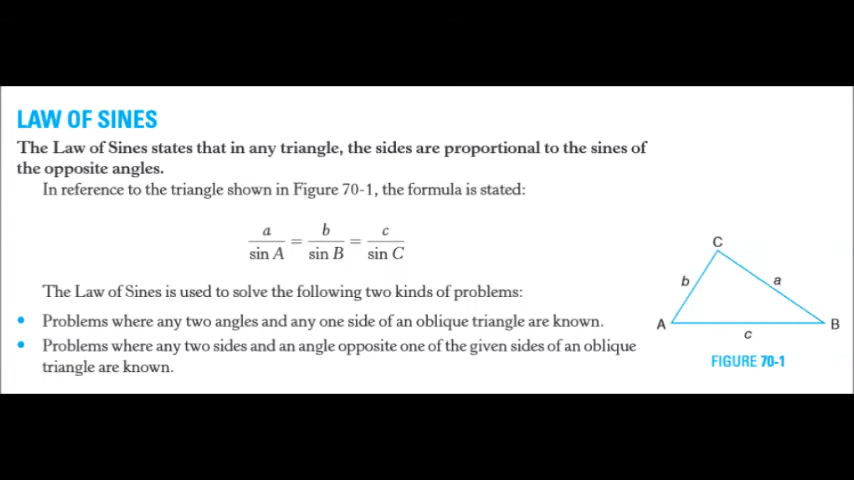 LAW OF SINES
The Law of Sines states that in any triangle, the sides are proportional to the sines of
the opposite angles.
In reference to the triangle shown in Figure 70-1, the formula is stated:
a/sin A = b/sin B = c/sin C
The Law of Sines is used to solve the following two kinds of problems:
• Problems where any two angles and any one side of an oblique triangle are known.
• Problems where any two sides and an angle opposite one of the given sides of an oblique
triangle are known.
C
b a
A B
c
FIGURE 70-1